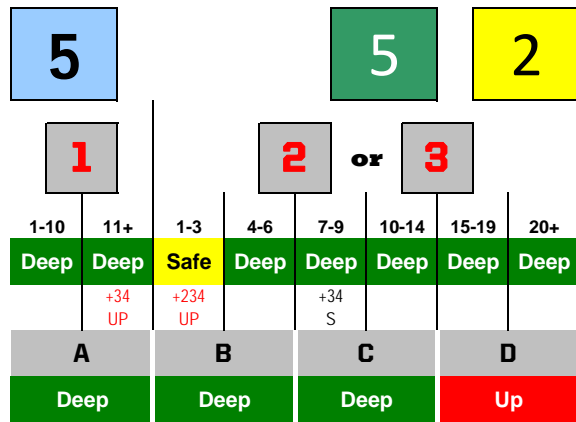 5 5 2
1 2 or 3
1-10 11+ 1-3 4-6 7-9 10-14 15-19 20+
Deep Deep Safe Deep Deep Deep Deep Deep
+34 +234 +34
UP UP S
A B C D
Deep Deep Deep Up